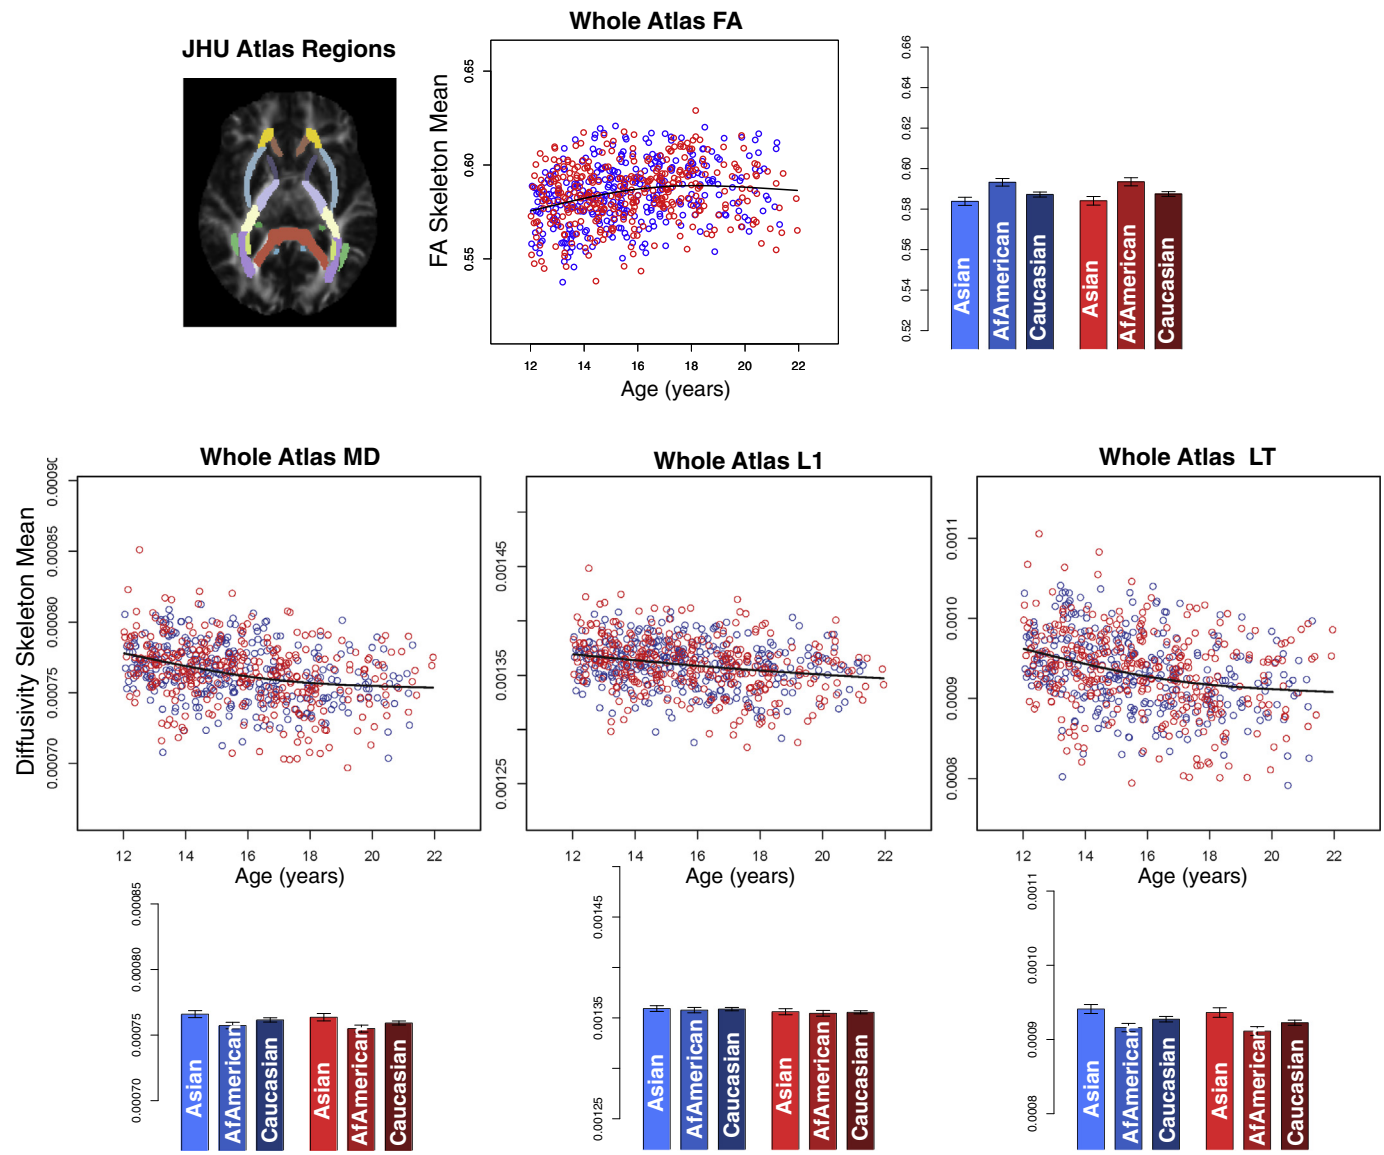 Whole Atlas FA
JHU Atlas Regions
FA Skeleton Mean
0.65
0.60
0.55
12 14 16 18 20 22
Age (years)
0.66
0.64
0.62
0.60
0.58
0.56
0.54
0.52
Asian
AfAmerican
Caucasian
Asian
AfAmerican
Caucasian
Whole Atlas MD
Diffusivity Skeleton Mean
0.00090
0.00085
0.00080
0.00075
0.00070
12 14 16 18 20 22
Age (years)
Whole Atlas L1
0.00145
0.00135
0.00125
12 14 16 18 20 22
Age (years)
Whole Atlas LT
0.0011
0.0010
0.0009
0.0008
12 14 16 18 20 22
Age (years)
0.00085
0.00080
0.00075
0.00070
Asian
AfAmerican
Caucasian
Asian
AfAmerican
Caucasian
0.00145
0.00135
0.00125
Asian
AfAmerican
Caucasian
Asian
AfAmerican
Caucasian
0.0011
0.0010
0.0009
0.0008
Asian
AfAmerican
Caucasian
Asian
AfAmerican
Caucasian